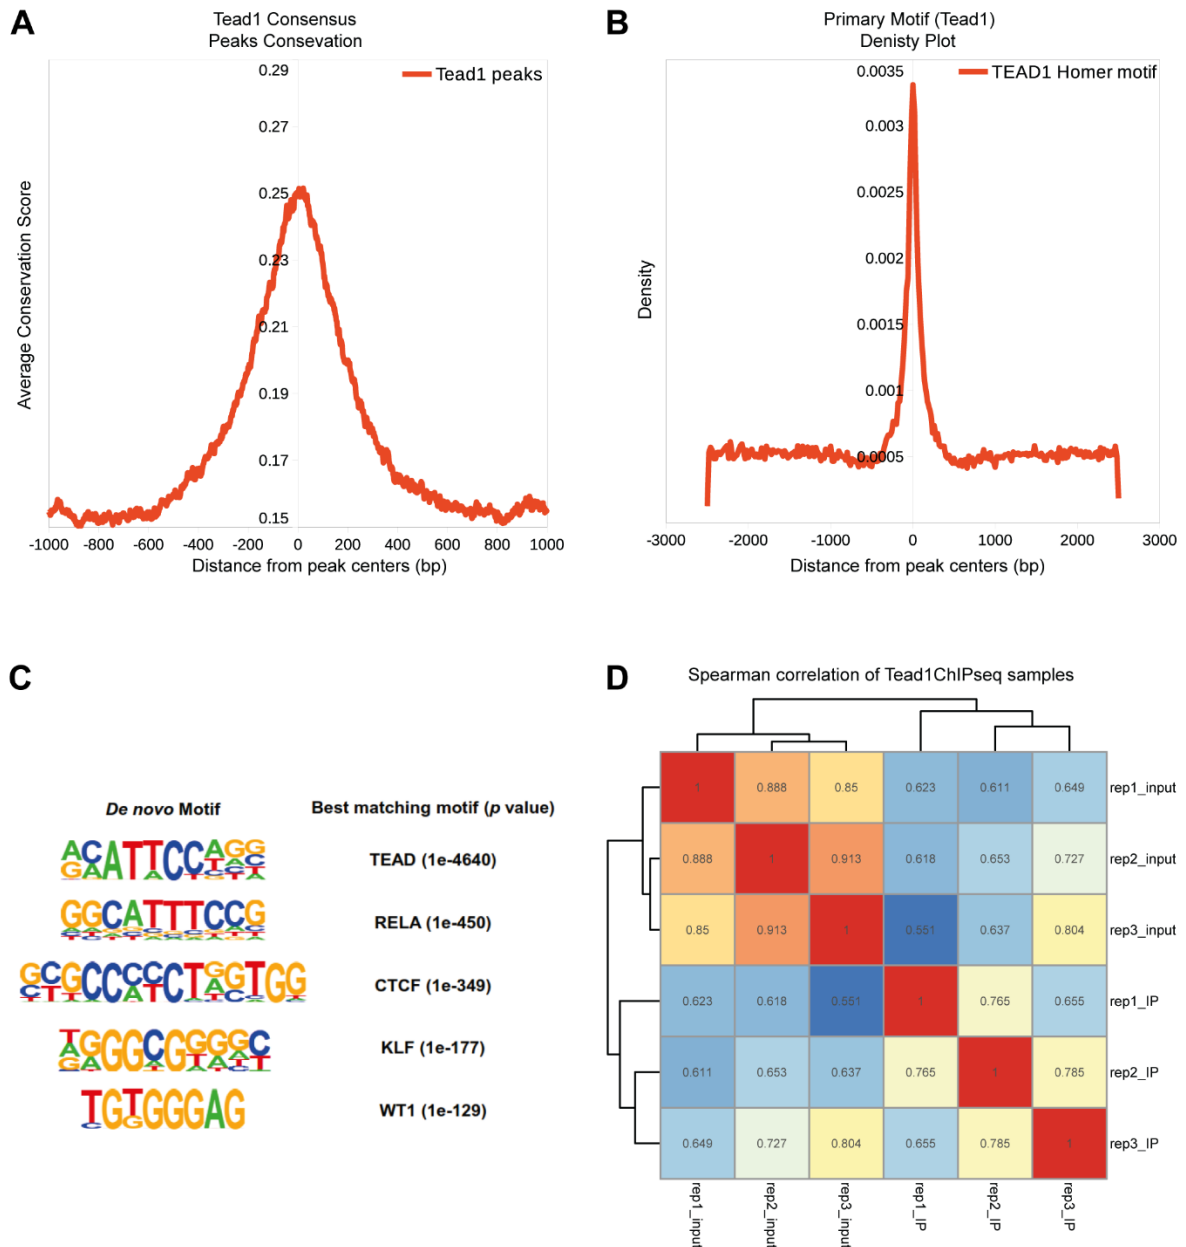 A
Tead1 Consensus
Peaks Consevation
Tead1 peaks
0.29
0.27
0.25
0.23
0.21
0.19
0.17
0.15
Average Conservation Score
-1000 -800 -600 -400 -200 0 200 400 600 800 1000
Distance from peak centers (bp)
B
Primary Motif (Tead1)
Denisty Plot
TEAD1 Homer motif
0.0035
0.003
0.0025
0.002
0.0015
0.001
0.0005
Density
-3000 -2000 -1000 0 1000 2000 3000
Distance from peak centers (bp)
C
De novo Motif Best matching motif (p value)
TEAD (1e-4640)
RELA (1e-450)
CTCF (1e-349)
KLF (1e-177)
TGTGGGAG WT1 (1e-129)
D
Spearman correlation of Tead1ChIPseq samples
1 0.888 0.85 0.623 0.611 0.649 rep1_input
0.888 1 0.913 0.618 0.653 0.727 rep2_input
0.85 0.913 1 0.551 0.637 0.804 rep3_input
0.623 0.618 0.551 1 0.765 0.655 rep1_IP
0.611 0.653 0.637 0.765 1 0.785 rep2_IP
0.649 0.727 0.804 0.655 0.785 1 rep3_IP
rep1_input rep2_input rep3_input rep1_IP rep2_IP rep3_IP